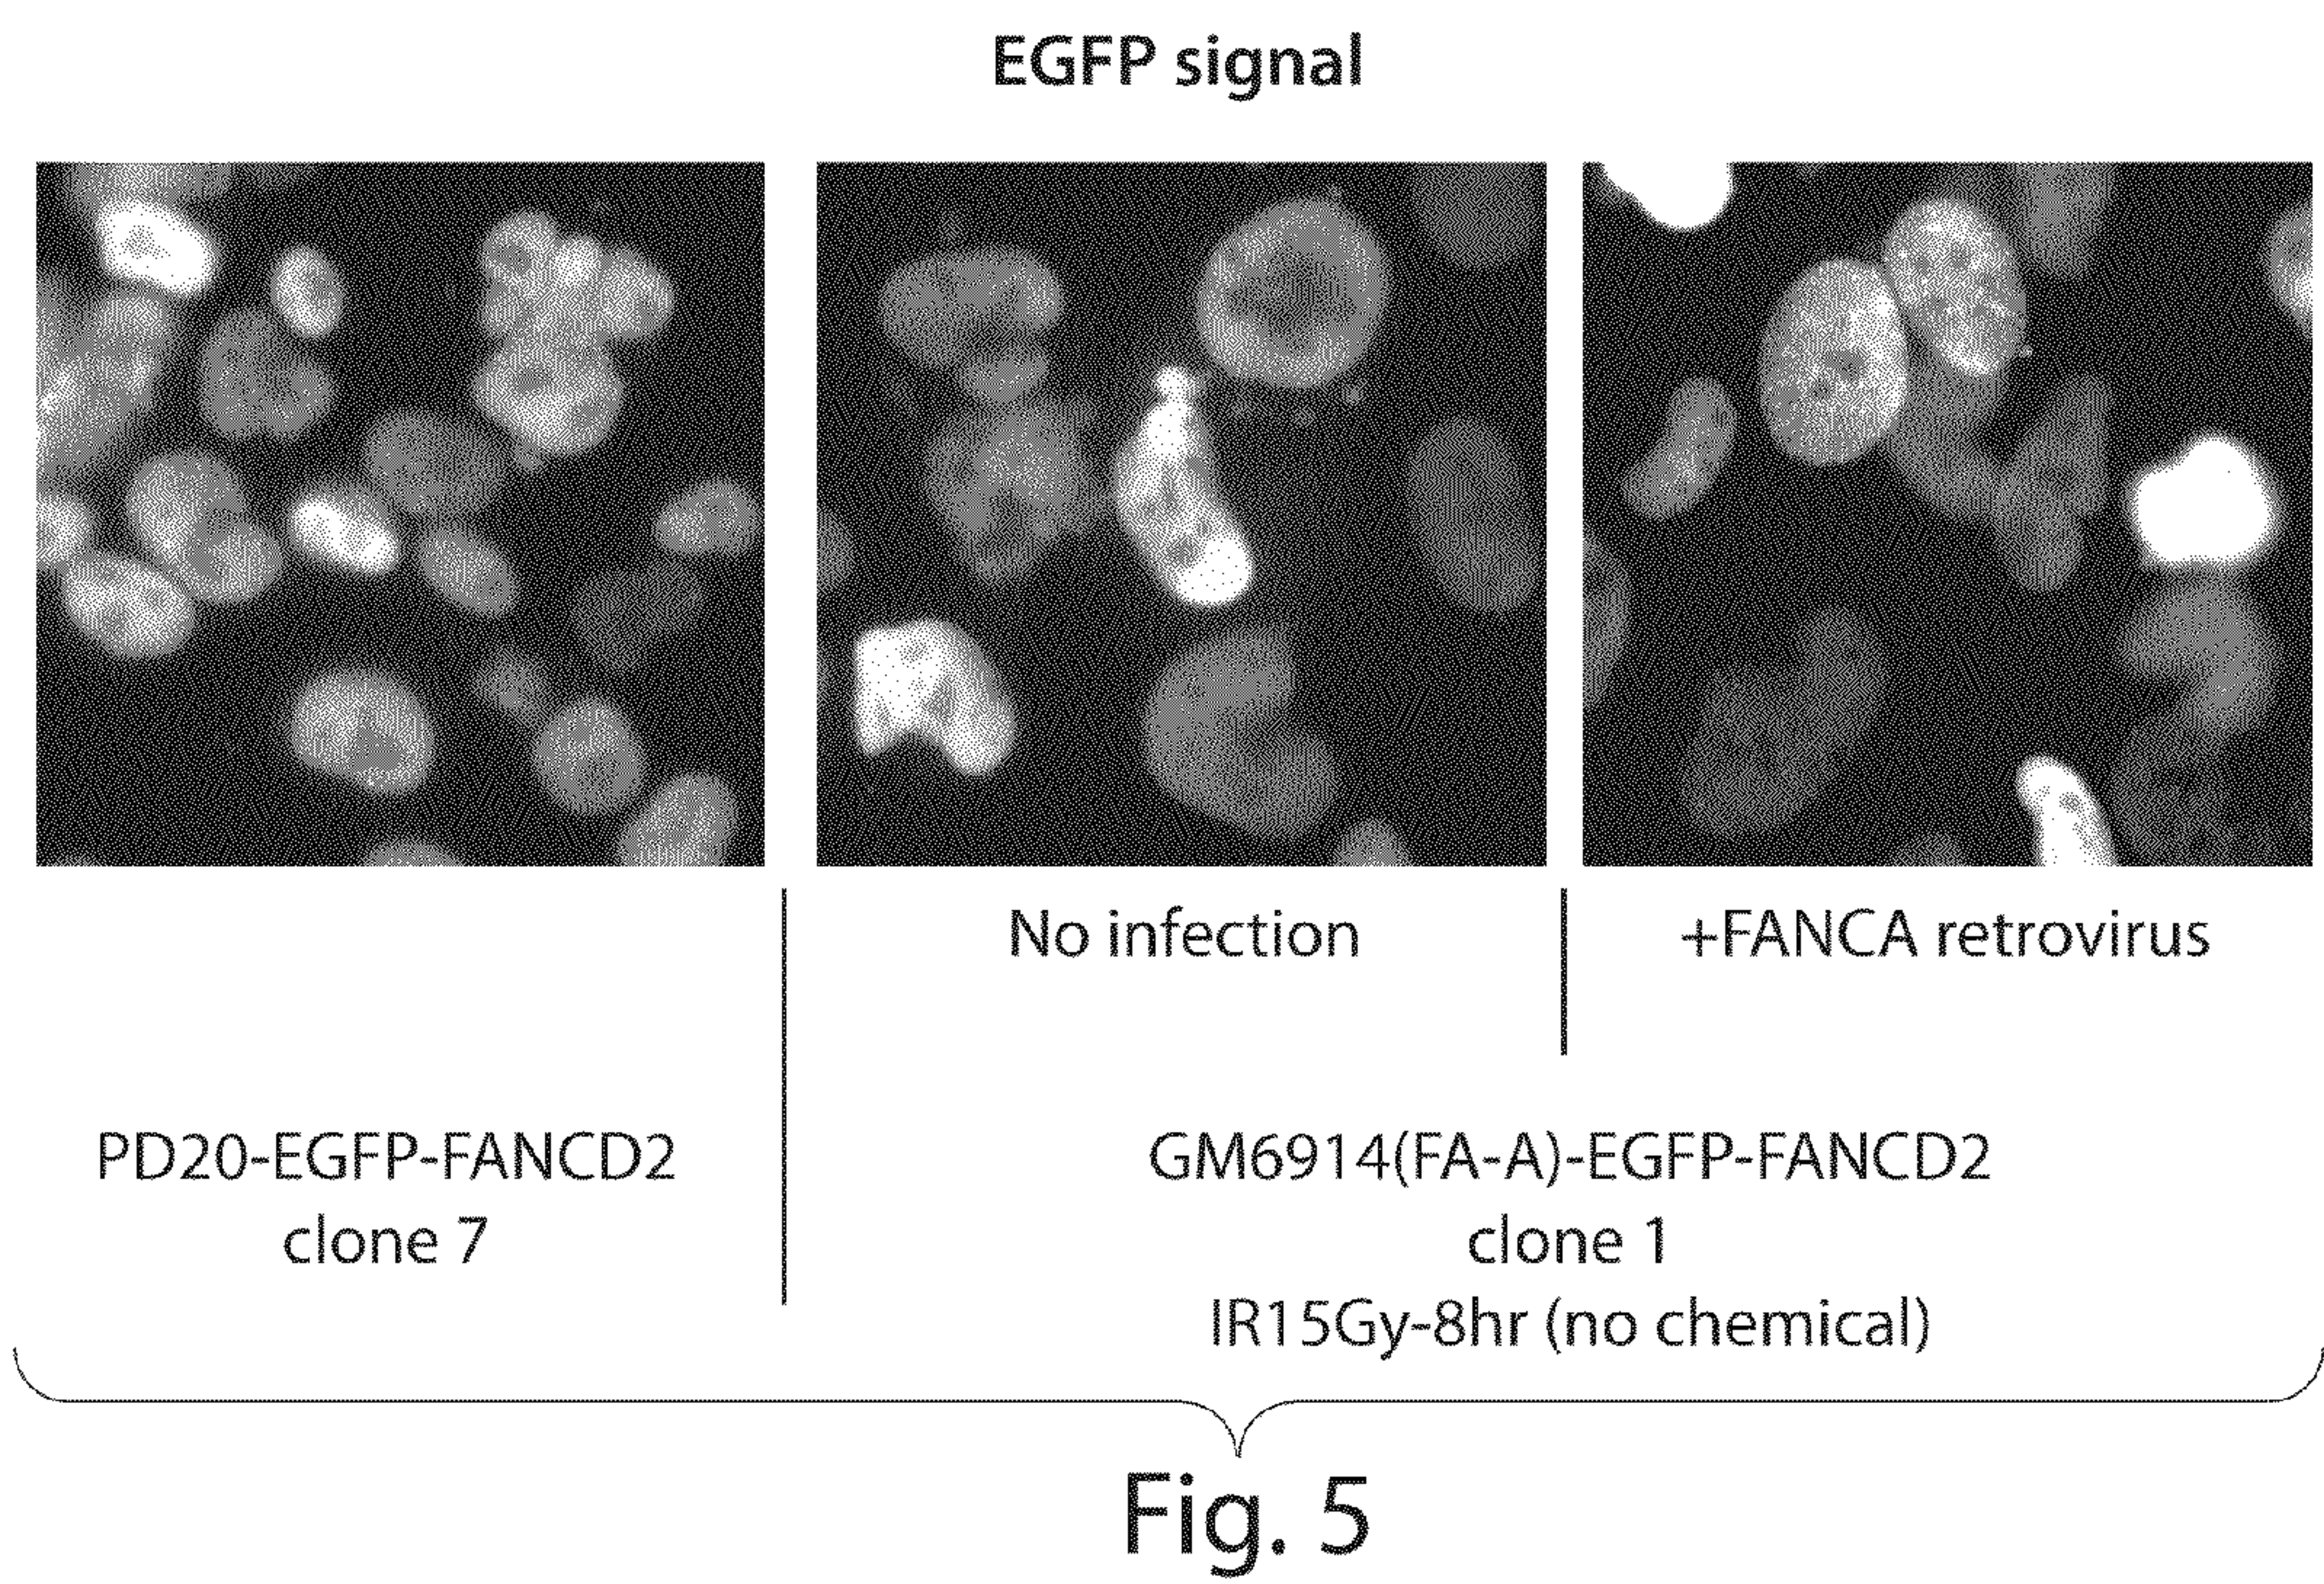 EGFP signal
No infection
+FANCA retrovirus
PD20-EGFP-FANCD2
clone 7
GM6914(FA-A)-EGFP-FANCD2
clone 1
IR15Gy-8hr (no chemical)
Fig. 5